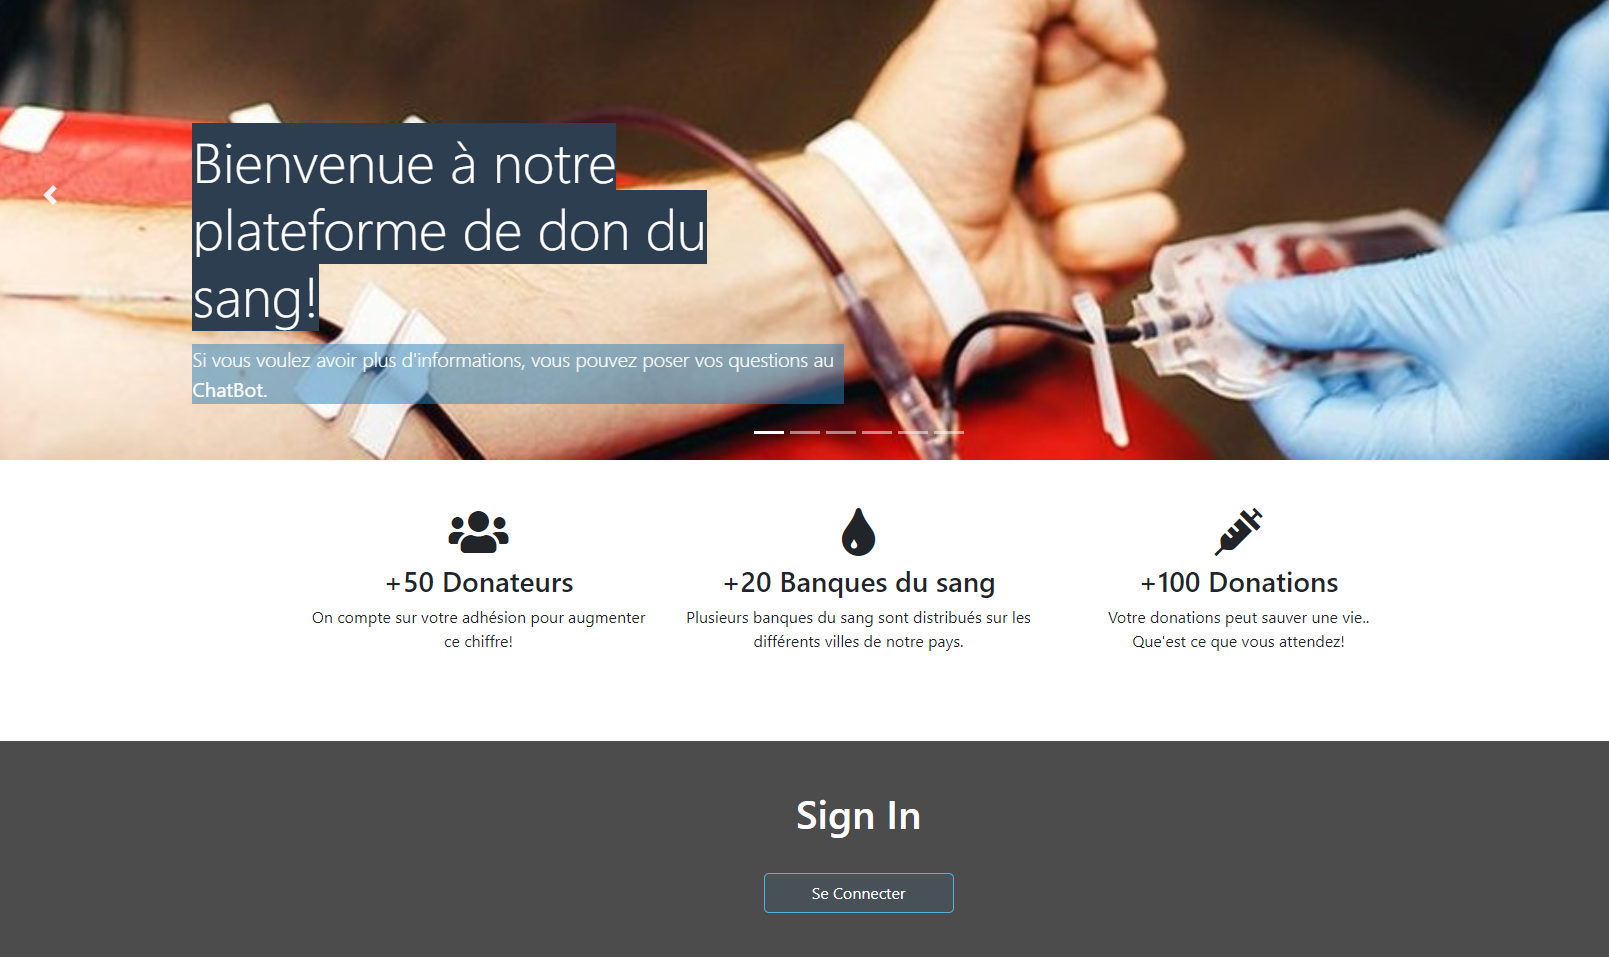 Bienvenue à notre
plateforme de don du
sang!
Si vous voulez avoir plus d'informations, vous pouvez poser vos questions au
ChatBot.
+50 Donateurs
On compte sur votre adhésion pour augmenter
ce chiffre!
+20 Banques du sang
Plusieurs banques du sang sont distribués sur les
différents villes de notre pays.
+100 Donations
Votre donations peut sauver une vie..
Que'est ce que vous attendez!
Sign In
Se Connecter